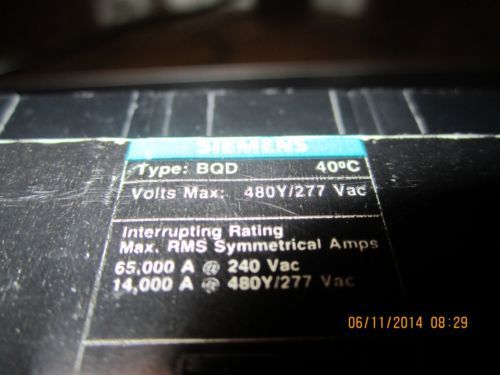 SIEMENS
Type: BQD 40°C
Volts Max: 480Y/277 Vac
Interrupting Rating
Max. RMS Symmetrical Amps
65,000 A @ 240 Vac
14,000 A @ 480Y/277 Vac
06/11/2014 08:29